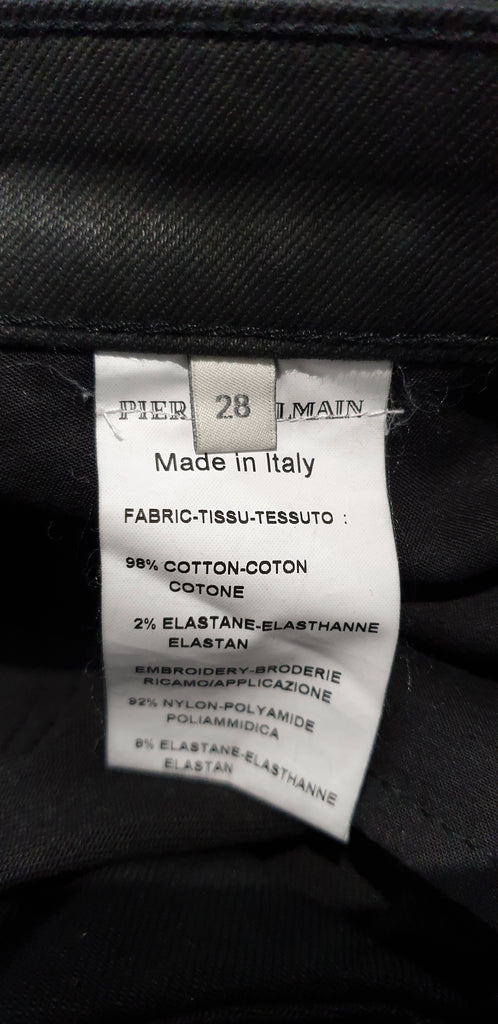 28
PIER LMAIN
Made in Italy
FABRIC-TISSU-TESSUTO :
98% COTTON-COTON
COTONE
2% ELASTANE-ELASTHANNE
ELASTAN
EMBROIDERY-BRODERIE
RICAMO/APPLICAZIONE
92% NYLON-POLYAMIDE
POLIAMMIDICA
8% ELASTANE-ELASTHANNE
ELASTAN